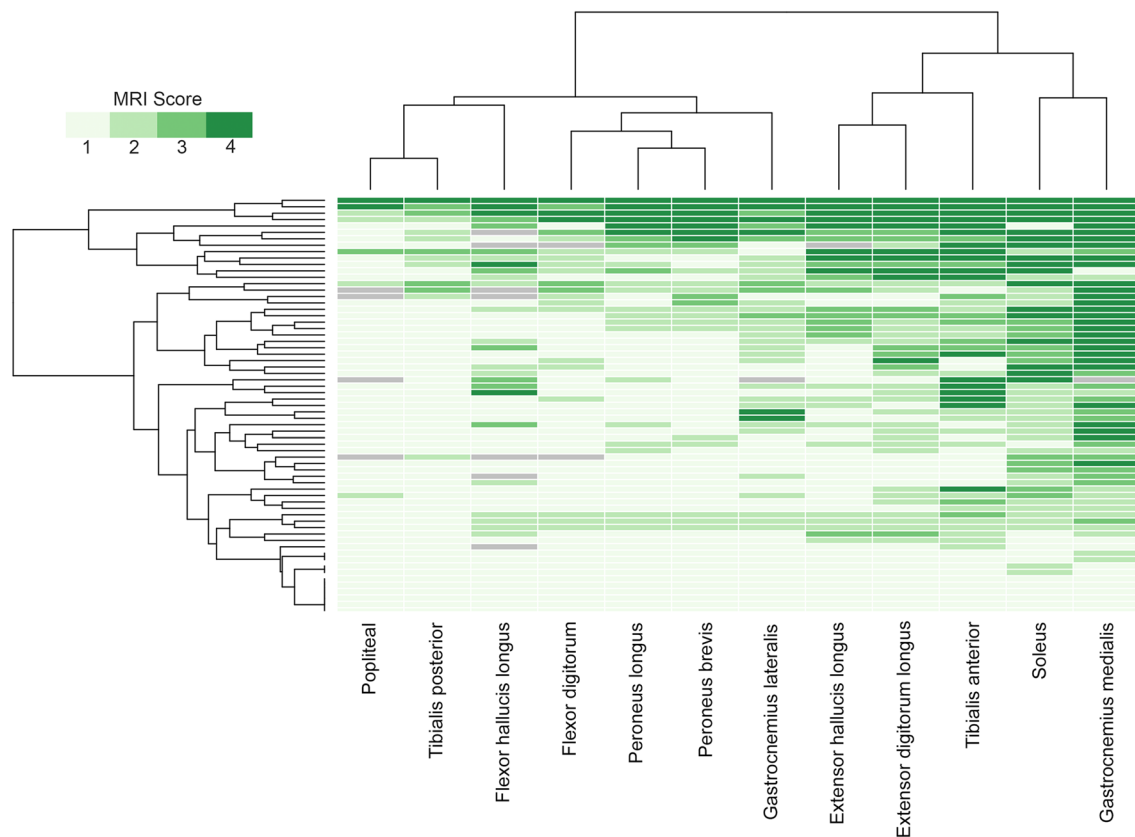 MRI Score
1 2 3 4
Popliteal
Tibialis posterior
Flexor hallucis longus
Flexor digitorum
Peroneus longus
Peroneus brevis
Gastrocnemius lateralis
Extensor hallucis longus
Extensor digitorum longus
Tibialis anterior
Soleus
Gastrocnemius medialis